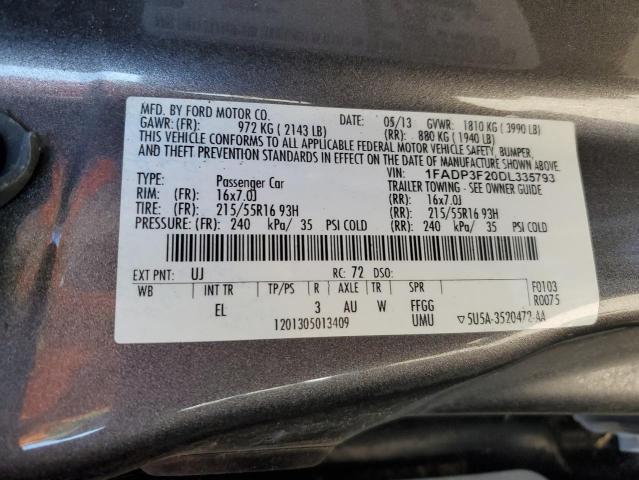 MFD. BY FORD MOTOR CO. DATE: 05/13 GVWR: 1810 KG ( 3990 LB)
GAWR: (FR): 972 KG ( 2143 LB) (RR): 880 KG ( 1940 LB)
THIS VEHICLE CONFORMS TO ALL APPLICABLE FEDERAL MOTOR VEHICLE SAFETY, BUMPER,
AND THEFT PREVENTION STANDARDS IN EFFECT ON THE DATE OF MANUFACTURE SHOWN ABOVE.
VIN: 1FADP3F20DL335793
TYPE: Passenger Car TRAILER TOWING - SEE OWNER GUIDE
RIM: (FR): 16x7.0J (RR): 16x7.0J
TIRE: (FR): 215/55R16 93H (RR): 215/55R16 93H
PRESSURE: (FR): 240 kPa/ 35 PSI COLD (RR): 240 kPa/ 35 PSI COLD
EXT PNT: UJ RC: 72 DSO:
WB INT TR TP/PS R AXLE TR SPR F0103
R0075
EL 3 AU W FFGG
1201305013409 UMU ▽5U5A-3520472-AA